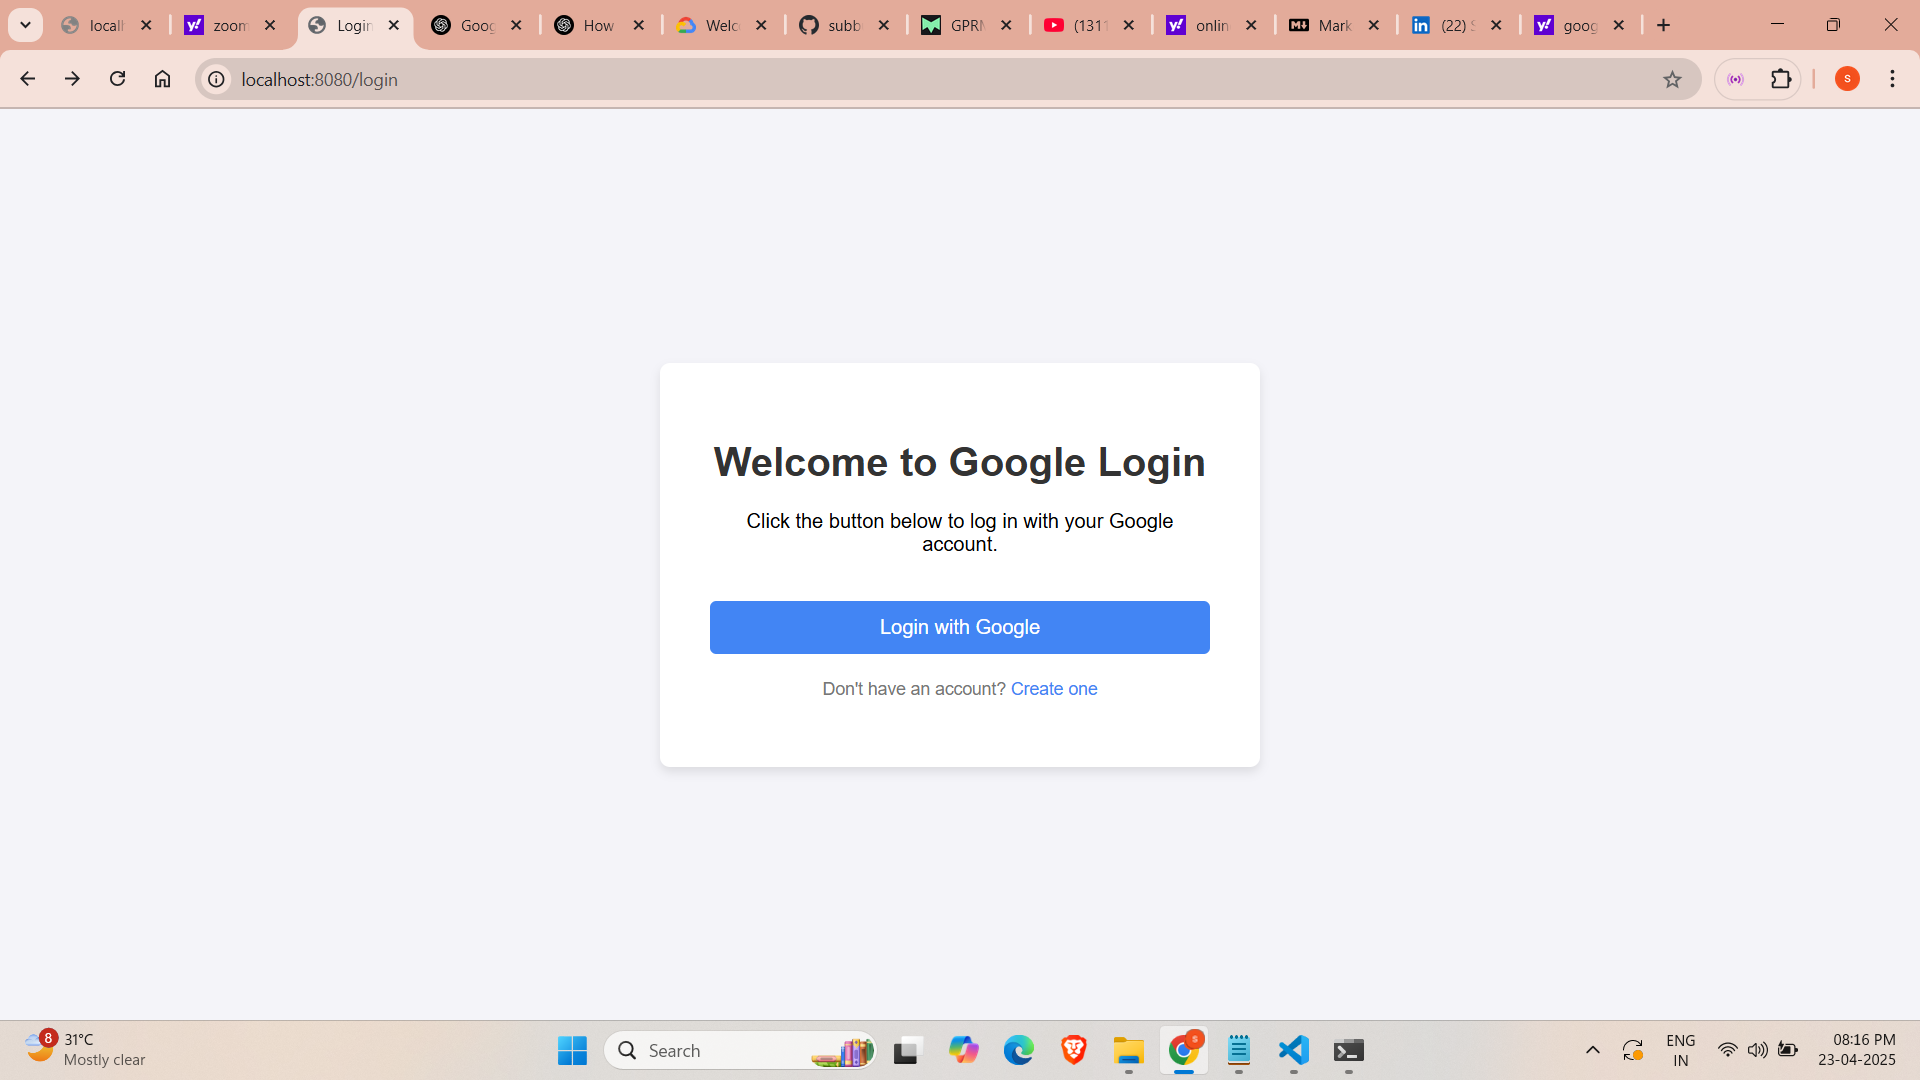 locall
zoom
Login
Goog
How
Welc
subb
GPRM
(1311
onlin
Mark
(22) S
goog
localhost:8080/login
S
Welcome to Google Login
Click the button below to log in with your Google
account.
Login with Google
Don't have an account? Create one
8
31°C
Mostly clear
Search
S
ENG
IN
08:16 PM
23-04-2025